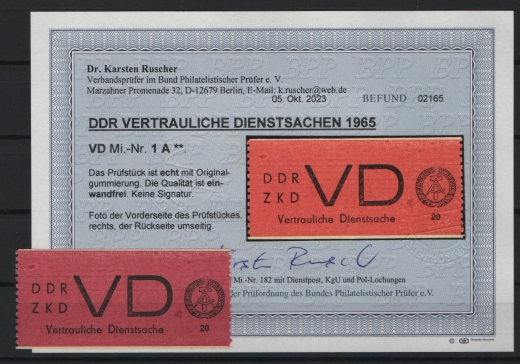 Dr. Karsten Ruscher
Verbandsprüfer im Bund Philatelistischer Prüfer e. V.
Marzahner Promenade 32, D-12679 Berlin, E-Mail: k.ruscher@web.de
05. Okt. 2023 BEFUND 02165
DDR VERTRAULICHE DIENSTSACHEN 1965
VD Mi.-Nr. 1 A **.
Das Prüfstück ist echt mit Original-
gummierung. Die Qualität ist ein-
wandfrei. Keine Signatur.
Foto der Vorderseite des Prüfstückes
rechts, der Rückseite umseitig.
DDR
ZKD
VD
Vertrauliche Dienstsache
20
Mi.-Nr. 182 mit Dienstpost, KgU und Pol-Lochungen
der Prüfordnung des Bundes Philatelistischer Prüfer e.V.
DDR
ZKD
VD
Vertrauliche Dienstsache
20